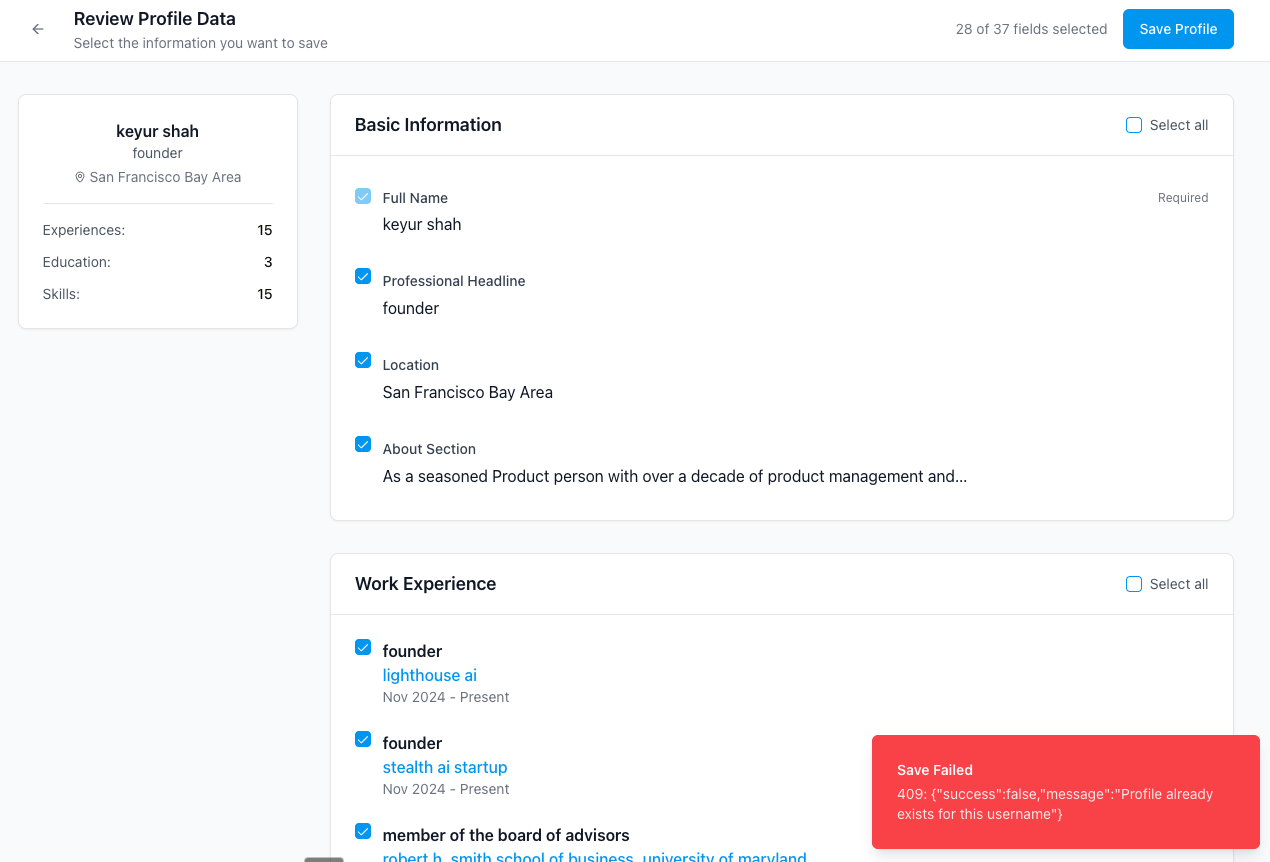 Review Profile Data
Select the information you want to save
28 of 37 fields selected
Save Profile
keyur shah
founder
San Francisco Bay Area
Experiences: 15
Education: 3
Skills: 15
Basic Information
Select all
Full Name
Required
keyur shah
Professional Headline
founder
Location
San Francisco Bay Area
About Section
As a seasoned Product person with over a decade of product management and...
Work Experience
Select all
founder
lighthouse ai
Nov 2024 - Present
founder
stealth ai startup
Nov 2024 - Present
member of the board of advisors
robert h. smith school of business, university of maryland
Save Failed
409: {"success":false,"message":"Profile already
exists for this username"}